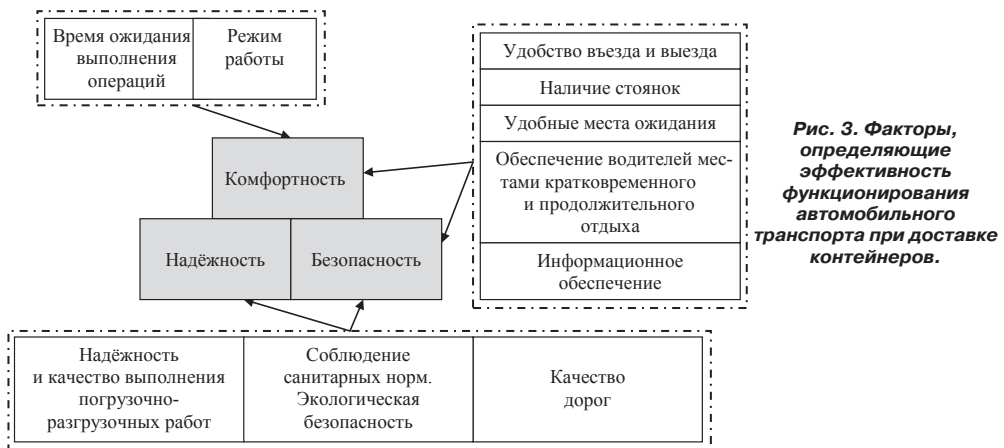 Время ожидания
выполнения
операций
Режим
работы
Удобство въезда и выезда
Наличие стоянок
Удобные места ожидания
Обеспечение водителей мес-
тами кратковременного
и продолжительного
отдыха
Информационное
обеспечение
Комфортность
Надёжность
Безопасность
Надёжность
и качество выполнения
погрузочно-
разгрузочных работ
Соблюдение
санитарных норм.
Экологическая
безопасность
Качество
дорог
Рис. 3. Факторы,
определяющие
эффективность
функционирования
автомобильного
транспорта при доставке
контейнеров.